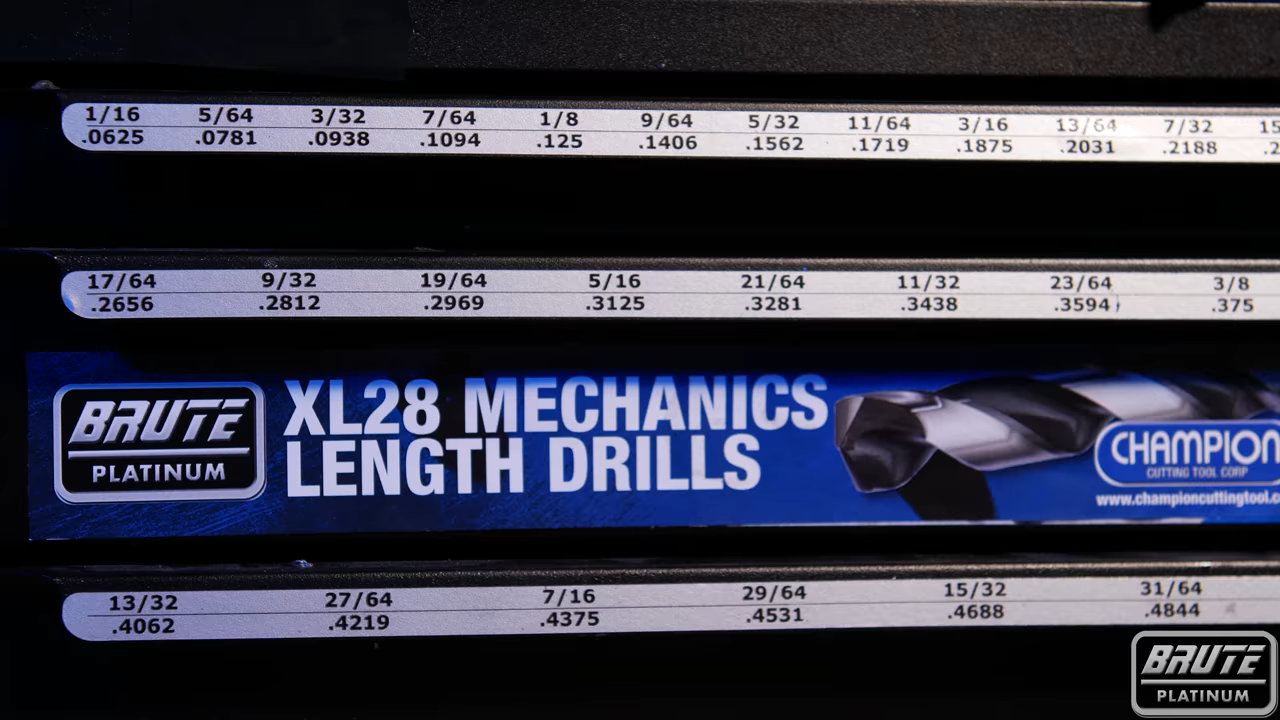 1/16 5/64 3/32 7/64 1/8 9/64 5/32 11/64 3/16 13/64 7/32 15
.0625 .0781 .0938 .1094 .125 .1406 .1562 .1719 .1875 .2031 .2188 .2
17/64 9/32 19/64 5/16 21/64 11/32 23/64 3/8
.2656 .2812 .2969 .3125 .3281 .3438 .3594 .375
BRUTE
PLATINUM
XL28 MECHANICS
LENGTH DRILLS
CHAMPION
CUTTING TOOL CORP
www.championcuttingtool.c
13/32 27/64 7/16 29/64 15/32 31/64
.4062 .4219 .4375 .4531 .4688 .4844
BRUTE
PLATINUM